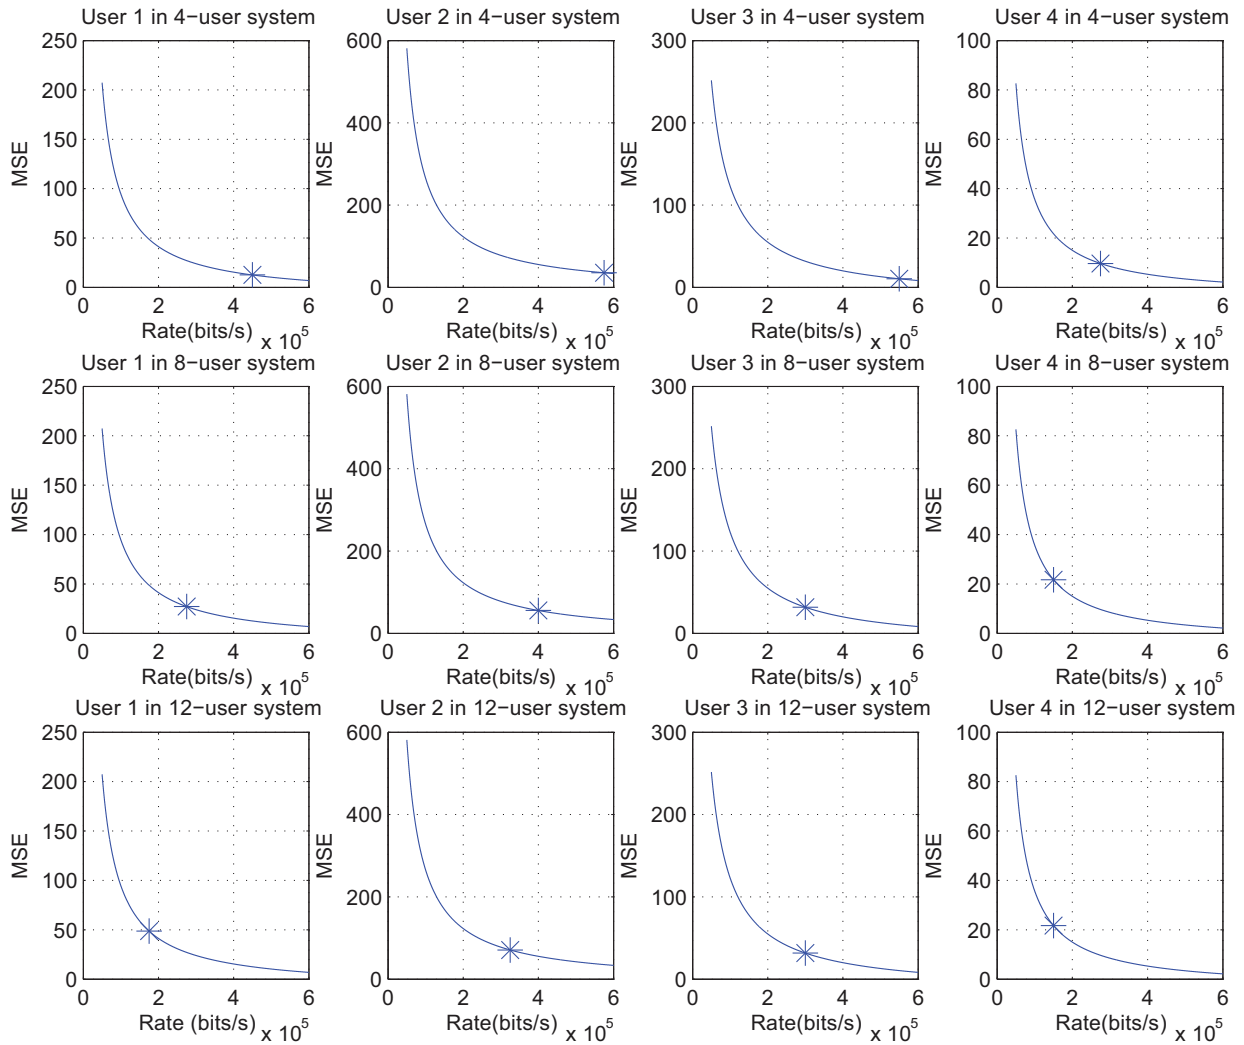 User 1 in 4−user system
User 2 in 4−user system
User 3 in 4−user system
User 4 in 4−user system
250
200
150
100
50
0
MSE
0 2 4 6
Rate(bits/s)
x 10^5
600
400
200
0
MSE
0 2 4 6
Rate(bits/s)
x 10^5
300
200
100
0
MSE
0 2 4 6
Rate(bits/s)
x 10^5
100
80
60
40
20
0
MSE
0 2 4 6
Rate(bits/s)
x 10^5
User 1 in 8−user system
User 2 in 8−user system
User 3 in 8−user system
User 4 in 8−user system
250
200
150
100
50
0
MSE
0 2 4 6
Rate(bits/s)
x 10^5
600
400
200
0
MSE
0 2 4 6
Rate(bits/s)
x 10^5
300
200
100
0
MSE
0 2 4 6
Rate(bits/s)
x 10^5
100
80
60
40
20
0
MSE
0 2 4 6
Rate(bits/s)
x 10^5
User 1 in 12−user system
User 2 in 12−user system
User 3 in 12−user system
User 4 in 12−user system
250
200
150
100
50
0
MSE
0 2 4 6
Rate (bits/s)
x 10^5
600
400
200
0
MSE
0 2 4 6
Rate(bits/s)
x 10^5
300
200
100
0
MSE
0 2 4 6
Rate(bits/s)
x 10^5
100
80
60
40
20
0
MSE
0 2 4 6
Rate(bits/s)
x 10^5